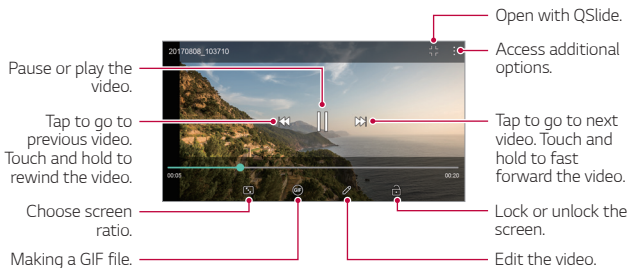 Open with QSlide.
20170808_103710
Access additional
options.
Pause or play the
video.
Tap to go to
previous video.
Touch and hold to
rewind the video.
Tap to go to next
video. Touch and
hold to fast
forward the video.
00:05
00:20
GIF
Choose screen
ratio.
Lock or unlock the
screen.
Making a GIF file.
Edit the video.